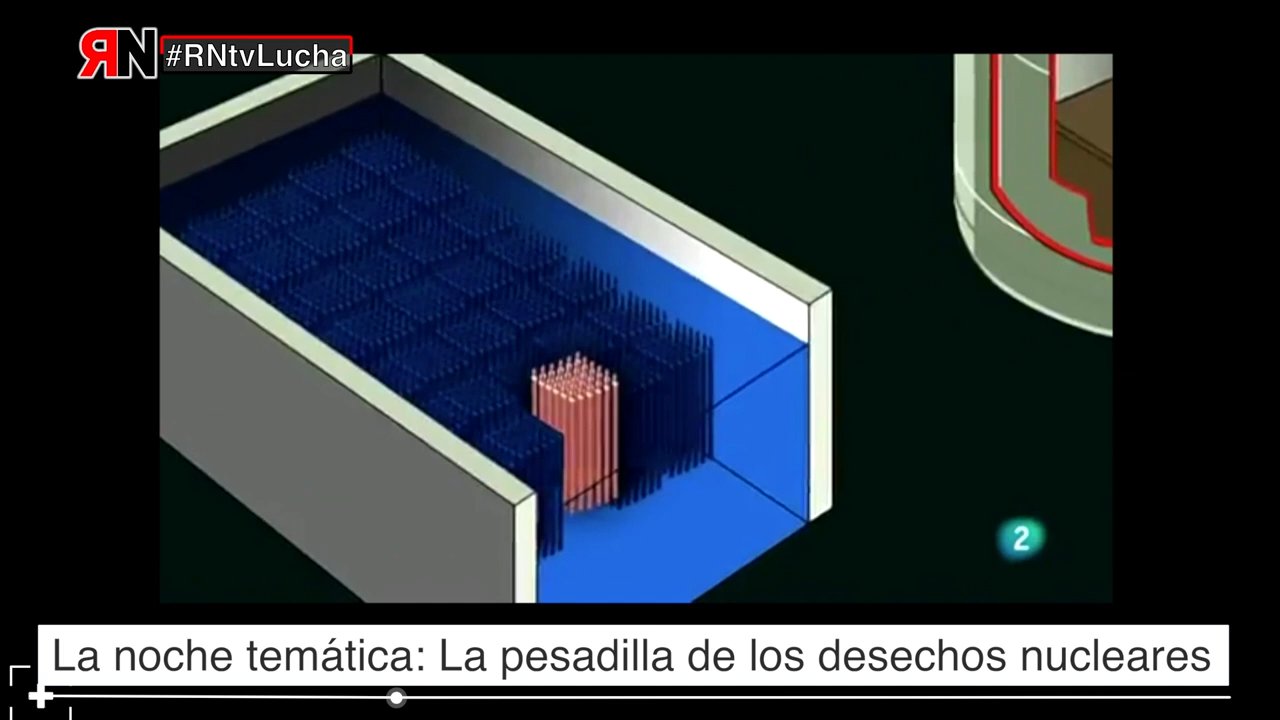 RN #RNtvLucha
2
La noche temática: La pesadilla de los desechos nucleares